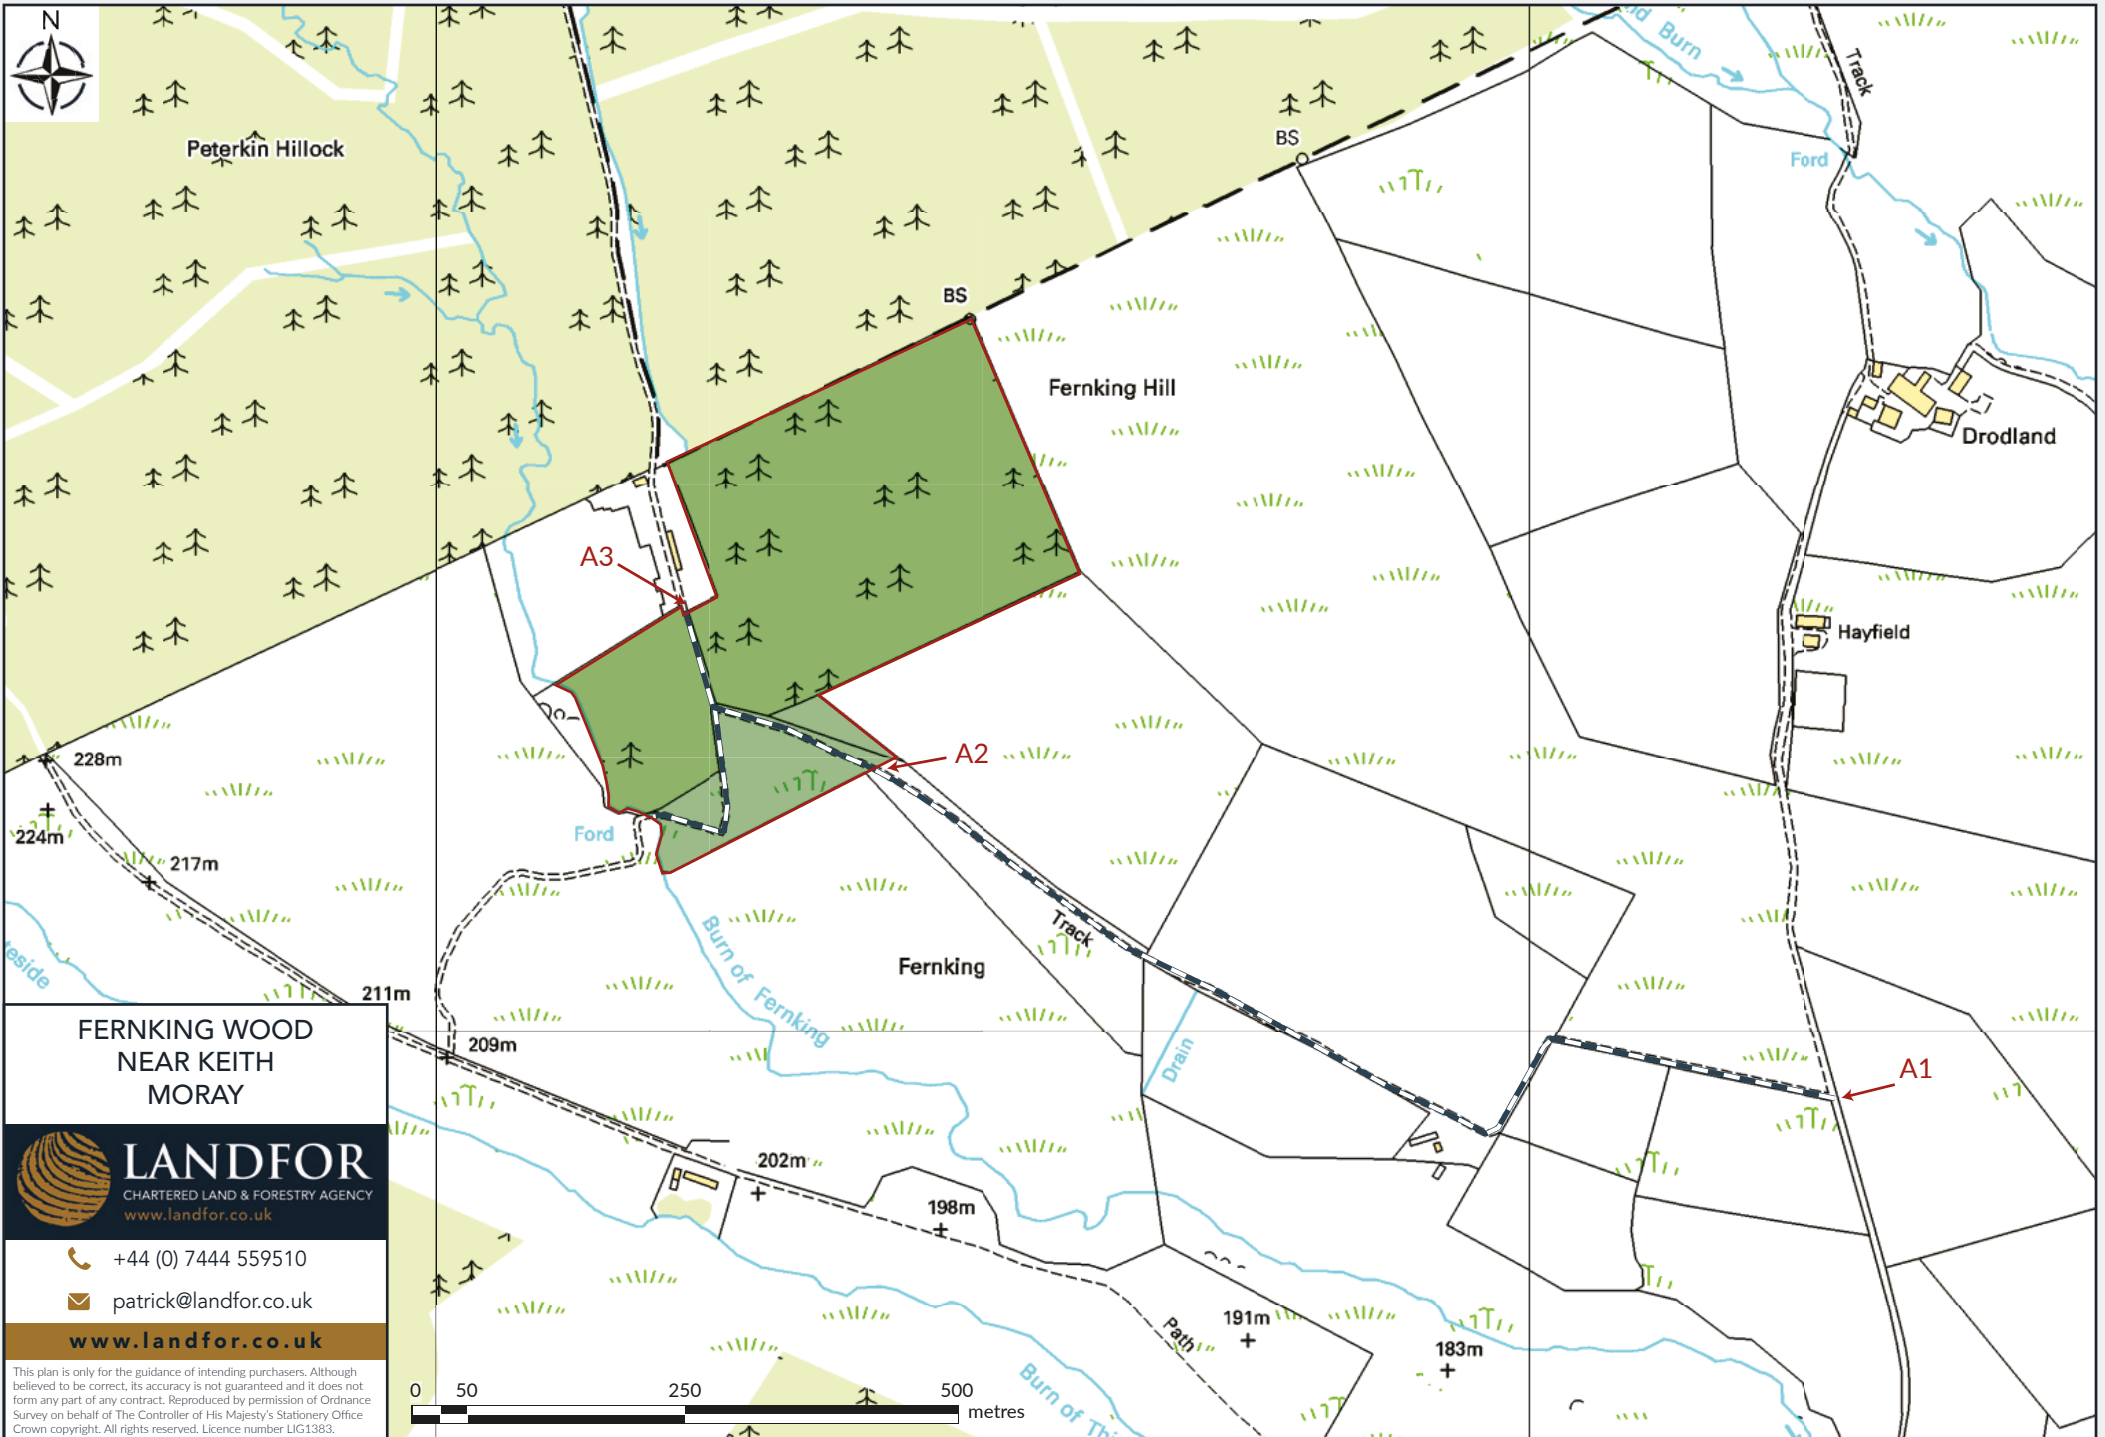 N
nd Burn
Track
Ford
BS
Peterkin Hillock
BS
Fernking Hill
Drodland
A3
Hayfield
A2
228m
224m
Ford
217m
Track
Burn of Fernking
Fernking
teside
211m
209m
Drain
A1
202m
198m
191m
Path
183m
Burn of Thi
FERNKING WOOD
NEAR KEITH
MORAY
LANDFOR
CHARTERED LAND & FORESTRY AGENCY
www.landfor.co.uk
+44 (0) 7444 559510
patrick@landfor.co.uk
www.landfor.co.uk
This plan is only for the guidance of intending purchasers. Although
believed to be correct, its accuracy is not guaranteed and it does not
form any part of any contract. Reproduced by permission of Ordnance
Survey on behalf of The Controller of His Majesty's Stationery Office
Crown copyright. All rights reserved. Licence number LIG1383.
0 50 250 500
metres